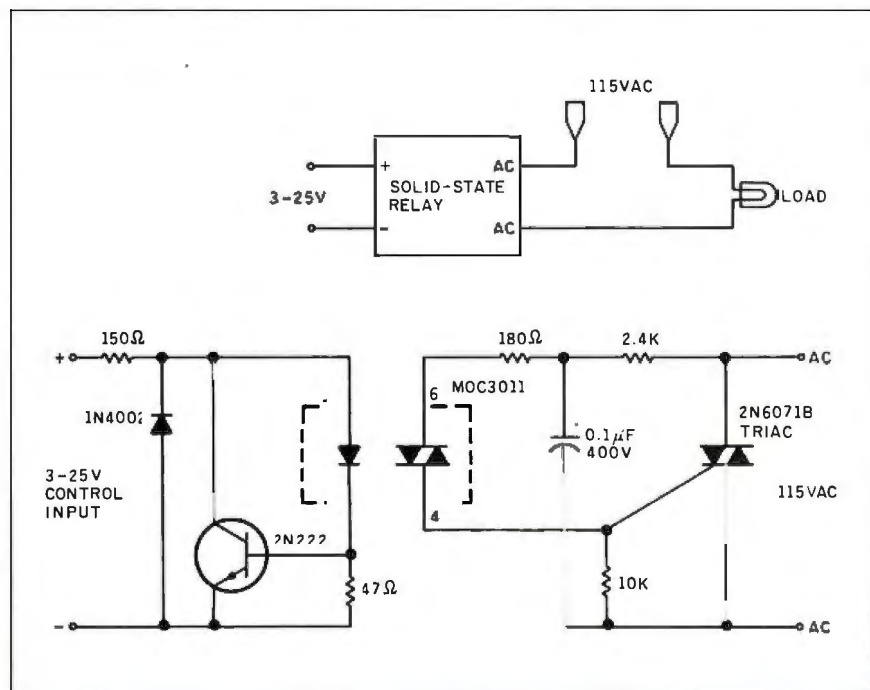 115VAC
3-25V
+
-
SOLID-STATE
RELAY
AC
AC
LOAD
150Ω
180Ω
2.4K
+
AC
1N4002
6
MOC3011
2N6071B
TRIAC
0.1μF
400V
3-25V
CONTROL
INPUT
115VAC
4
2N222
47Ω
10K
-
AC